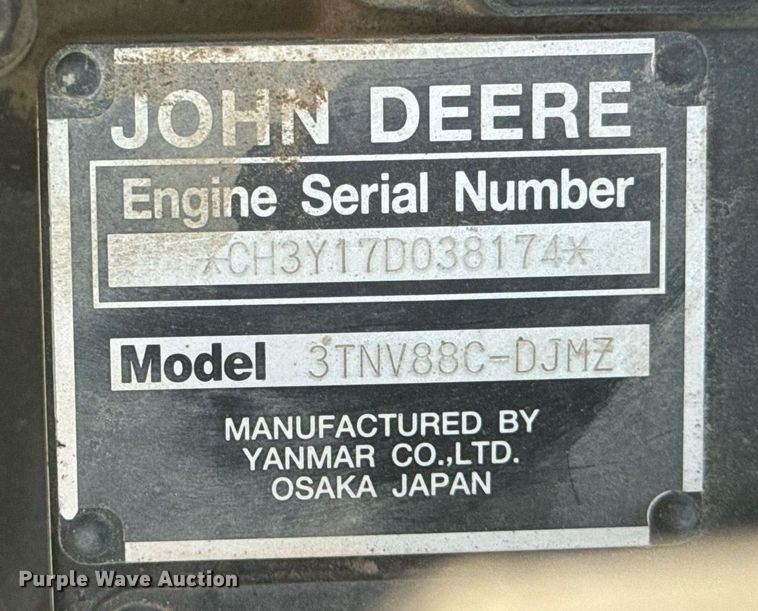 JOHN DEERE
Engine Serial Number
*CH3Y17D038174*
Model 3TNV88C-DJMZ
MANUFACTURED BY
YANMAR CO.,LTD.
OSAKA JAPAN
Purple Wave Auction